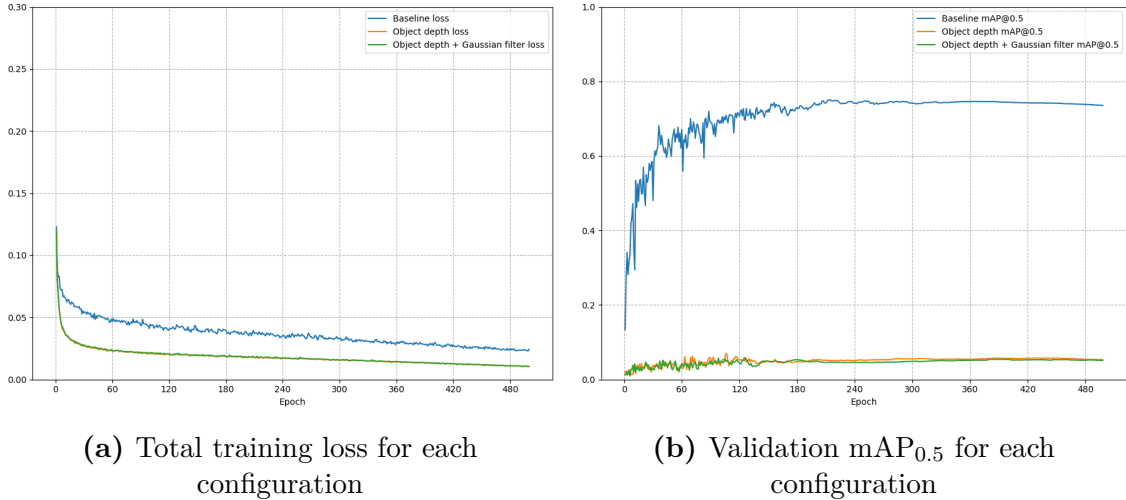 0.30
0.25
0.20
0.15
0.10
0.05
0.00
Baseline loss
Object depth loss
Object depth + Gaussian filter loss
0 60 120 180 240 300 360 420 480
Epoch
1.0
0.8
0.6
0.4
0.2
0.0
Baseline mAP@0.5
Object depth mAP@0.5
Object depth + Gaussian filter mAP@0.5
0 60 120 180 240 300 360 420 480
Epoch
(a) Total training loss for each
configuration
(b) Validation mAP0.5 for each
configuration